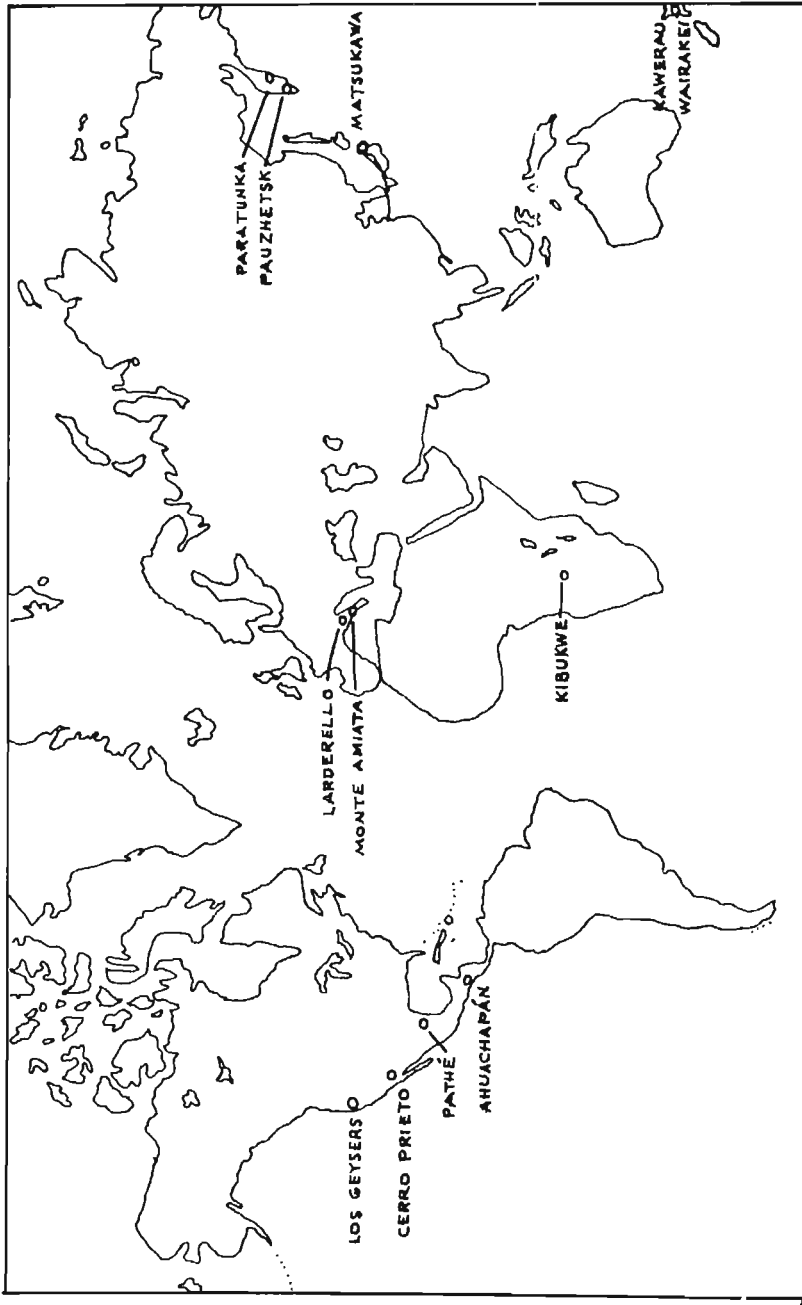 PARATUNKA
PAUZHETSK
MATSUKAWA
KAWERAU
WAIRAKEI
LARDERELLO
MONTE AMIATA
KIBUKWE
LOS GEYSERS
CERRO PRIETO
PATHÉ
AHUACHAPÁN